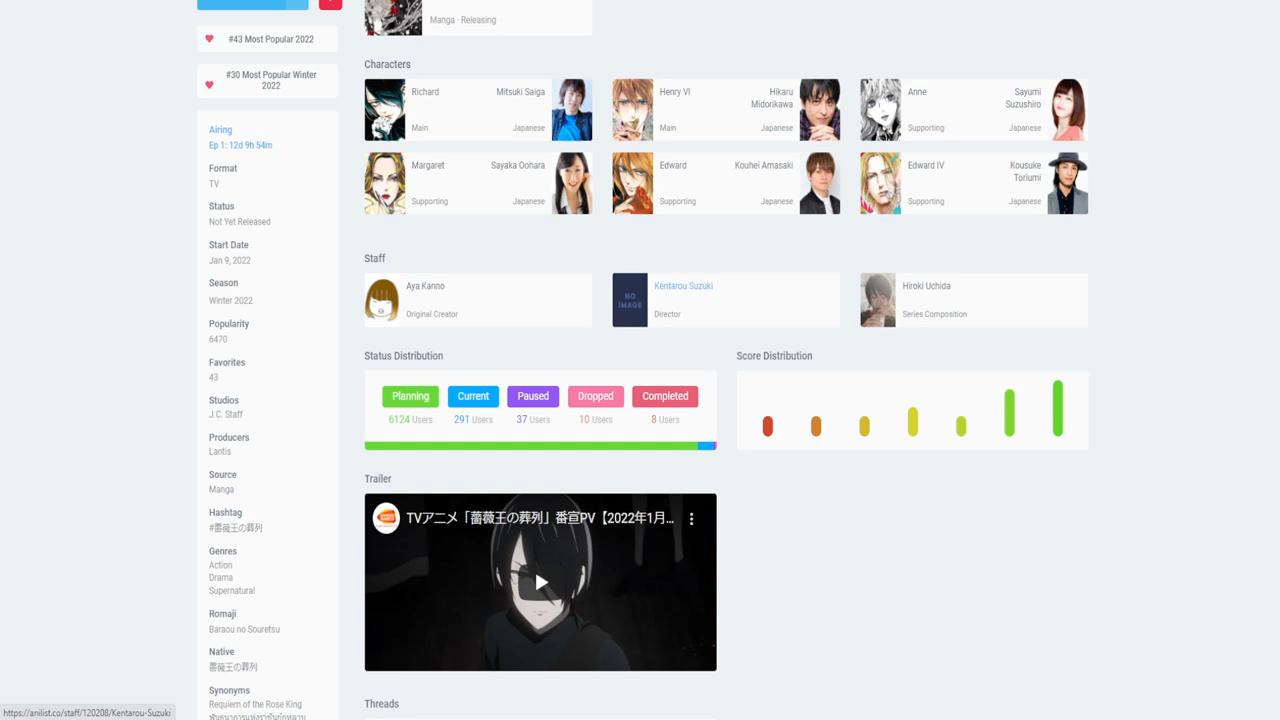 Manga · Releasing
#43 Most Popular 2022
#30 Most Popular Winter
2022
Airing
Ep 1: 12d 9h 54m
Format
TV
Status
Not Yet Released
Start Date
Jan 9, 2022
Season
Winter 2022
Popularity
6470
Favorites
43
Studios
J.C. Staff
Producers
Lantis
Source
Manga
Hashtag
#薔薇王の葬列
Genres
Action
Drama
Supernatural
Romaji
Baraou no Souretsu
Native
薔薇王の葬列
Synonyms
Requiem of the Rose King
Characters
Richard
Mitsuki Saiga
Main
Japanese
Henry VI
Hikaru
Midorikawa
Main
Japanese
Anne
Sayumi
Suzushiro
Supporting
Japanese
Margaret
Sayaka Oohara
Supporting
Japanese
Edward
Kouhei Amasaki
Supporting
Japanese
Edward IV
Kousuke
Toriumi
Supporting
Japanese
Staff
Aya Kanno
Original Creator
NO
IMAGE
Kentarou Suzuki
Director
Hiroki Uchida
Series Composition
Status Distribution
Planning
6124 Users
Current
291 Users
Paused
37 Users
Dropped
10 Users
Completed
8 Users
Score Distribution
Trailer
TVアニメ「薔薇王の葬列」番宣PV【2022年1月...
Threads
https://anilist.co/staff/120208/Kentarou-Suzuki